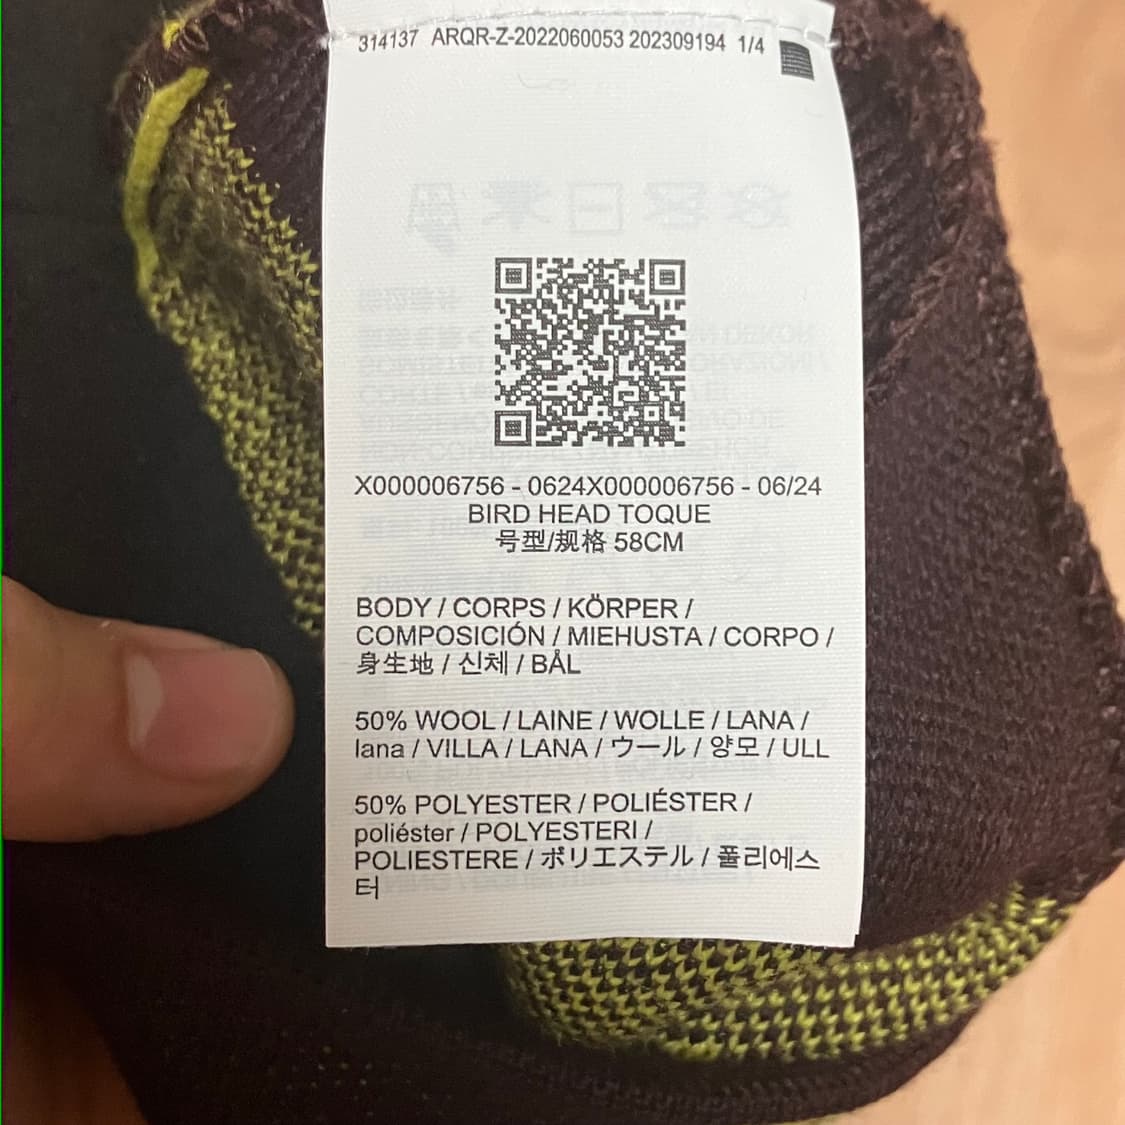 314137 ARQR-Z-2022060053 202309194 1/4
X000006756 - 0624X000006756 - 06/24
BIRD HEAD TOQUE
号型/规格 58CM
BODY / CORPS / KÖRPER /
COMPOSICIÓN / MIEHUSTA / CORPO /
身生地 / 신체 / BÅL
50% WOOL / LAINE / WOLLE / LANA /
lana / VILLA / LANA / ウール / 양모 / ULL
50% POLYESTER / POLIÉSTER /
poliéster / POLYESTERI /
POLIESTERE / ポリエステル / 폴리에스
터